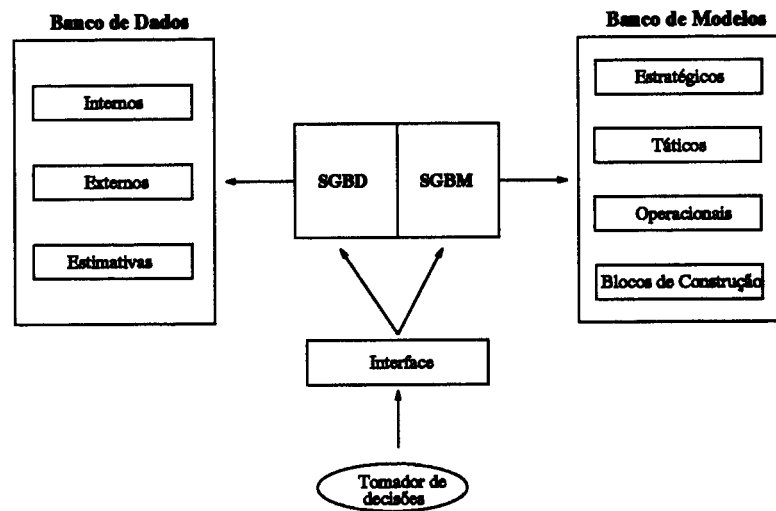 Banco de Dados
Internos
Externos
Estimativas
SGBD
SGBM
Banco de Modelos
Estratégicos
Táticos
Operacionais
Blocos de Construção
Interface
Tomador de
decisões